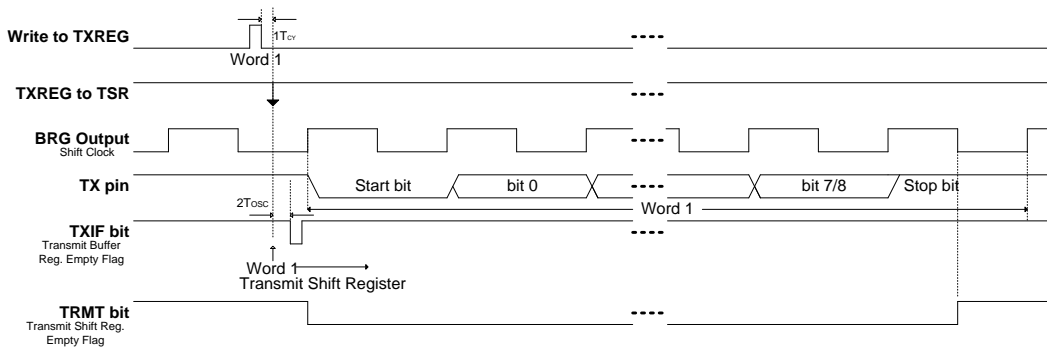 Write to TXREG
1TCY
Word 1
TXREG to TSR
BRG Output
Shift Clock
TX pin
Start bit
bit 0
bit 7/8
Stop bit
2TOSC
Word 1
TXIF bit
Transmit Buffer
Reg. Empty Flag
Word 1
Transmit Shift Register
TRMT bit
Transmit Shift Reg.
Empty Flag